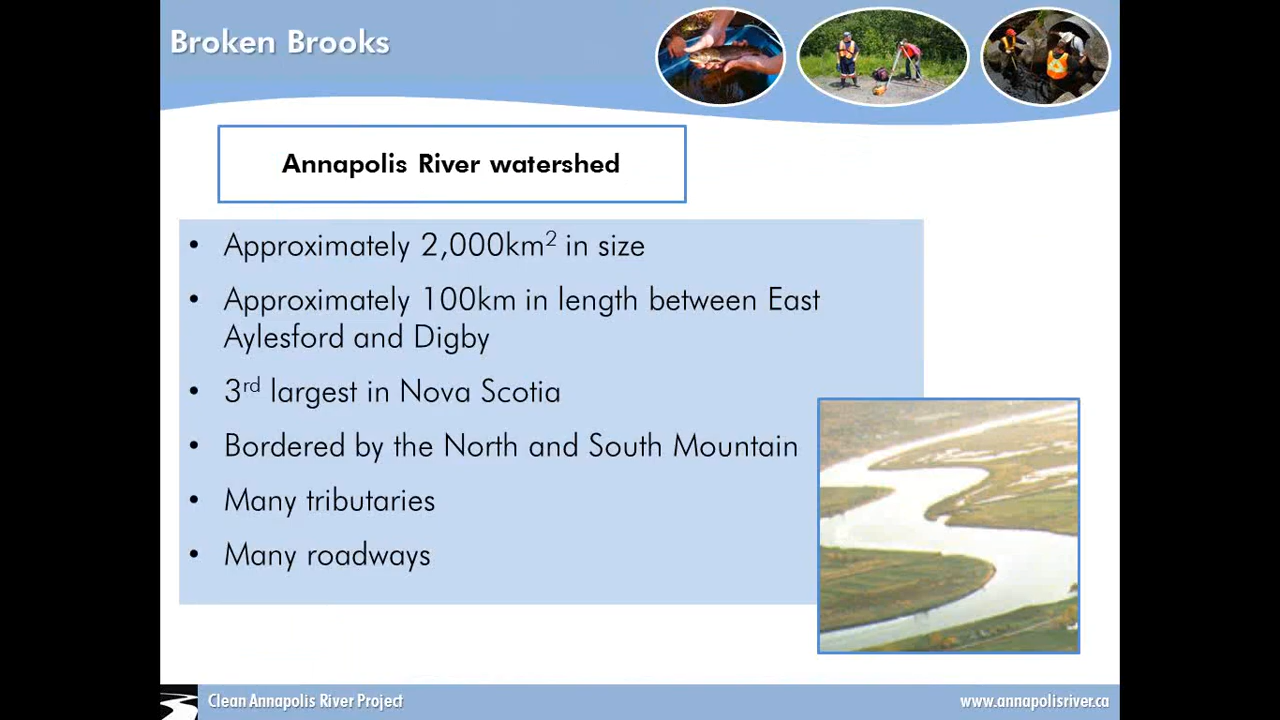 Broken Brooks
Annapolis River watershed
• Approximately 2,000km² in size
• Approximately 100km in length between East
Aylesford and Digby
• 3rd largest in Nova Scotia
• Bordered by the North and South Mountain
• Many tributaries
• Many roadways
Clean Annapolis River Project
www.annapolisriver.ca